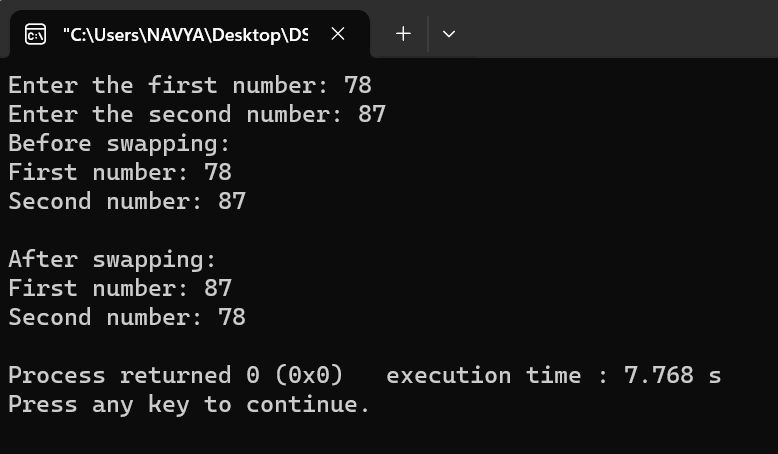 "C:\Users\NAVYA\Desktop\DS
Enter the first number: 78
Enter the second number: 87
Before swapping:
First number: 78
Second number: 87
After swapping:
First number: 87
Second number: 78
Process returned 0 (0x0)   execution time : 7.768 s
Press any key to continue.